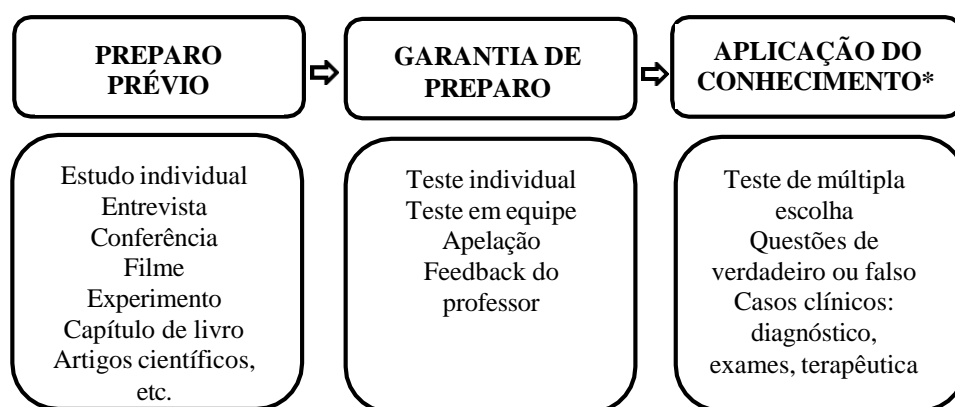 PREPARO
PRÉVIO
GARANTIA DE
PREPARO
APLICAÇÃO DO
CONHECIMENTO*
Estudo individual
Entrevista
Conferência
Filme
Experimento
Capítulo de livro
Artigos científicos,
etc.
Teste individual
Teste em equipe
Apelação
Feedback do
professor
Teste de múltipla
escolha
Questões de
verdadeiro ou falso
Casos clínicos:
diagnóstico,
exames, terapêutica